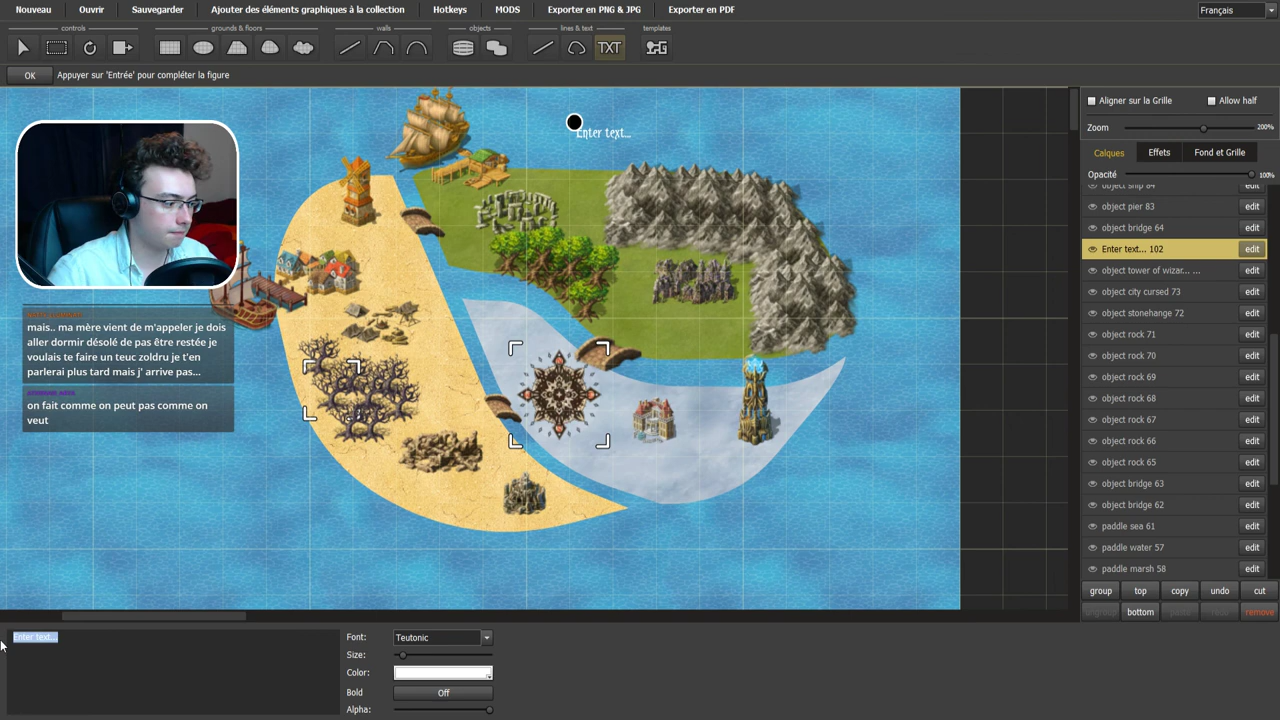 Nouveau
Ouvrir
Sauvegarder
Ajouter des éléments graphiques à la collection
Hotkeys
MODS
Exporter en PNG & JPG
Exporter en PDF
Français
controls
grounds & floors
walls
objects
lines & text
templates
TXT
OK
Appuyer sur 'Entrée' pour compléter la figure
Aligner sur la Grille
Allow half
Zoom
200%
Calques
Effets
Fond et Grille
Opacité
100%
object ship 84
edit
object pier 83
edit
object bridge 64
edit
Enter text... 102
edit
object tower of wizar... ...
edit
object city cursed 73
edit
object stonehange 72
edit
object rock 71
edit
object rock 70
edit
object rock 69
edit
object rock 68
edit
object rock 67
edit
object rock 66
edit
object rock 65
edit
object bridge 63
edit
object bridge 62
edit
paddle sea 61
edit
paddle water 57
edit
paddle marsh 58
edit
group
top
copy
undo
cut
ungroup
bottom
paste
redo
remove
Enter text...
mais.. ma mère vient de m'appeler je dois
aller dormir désolé de pas être restée je
voulais te faire un teuc zoldru je t'en
parlerai plus tard mais j' arrive pas...
on fait comme on peut pas comme on
veut
Enter text...
Font:
Teutonic
Size:
Color:
Bold
Off
Alpha: